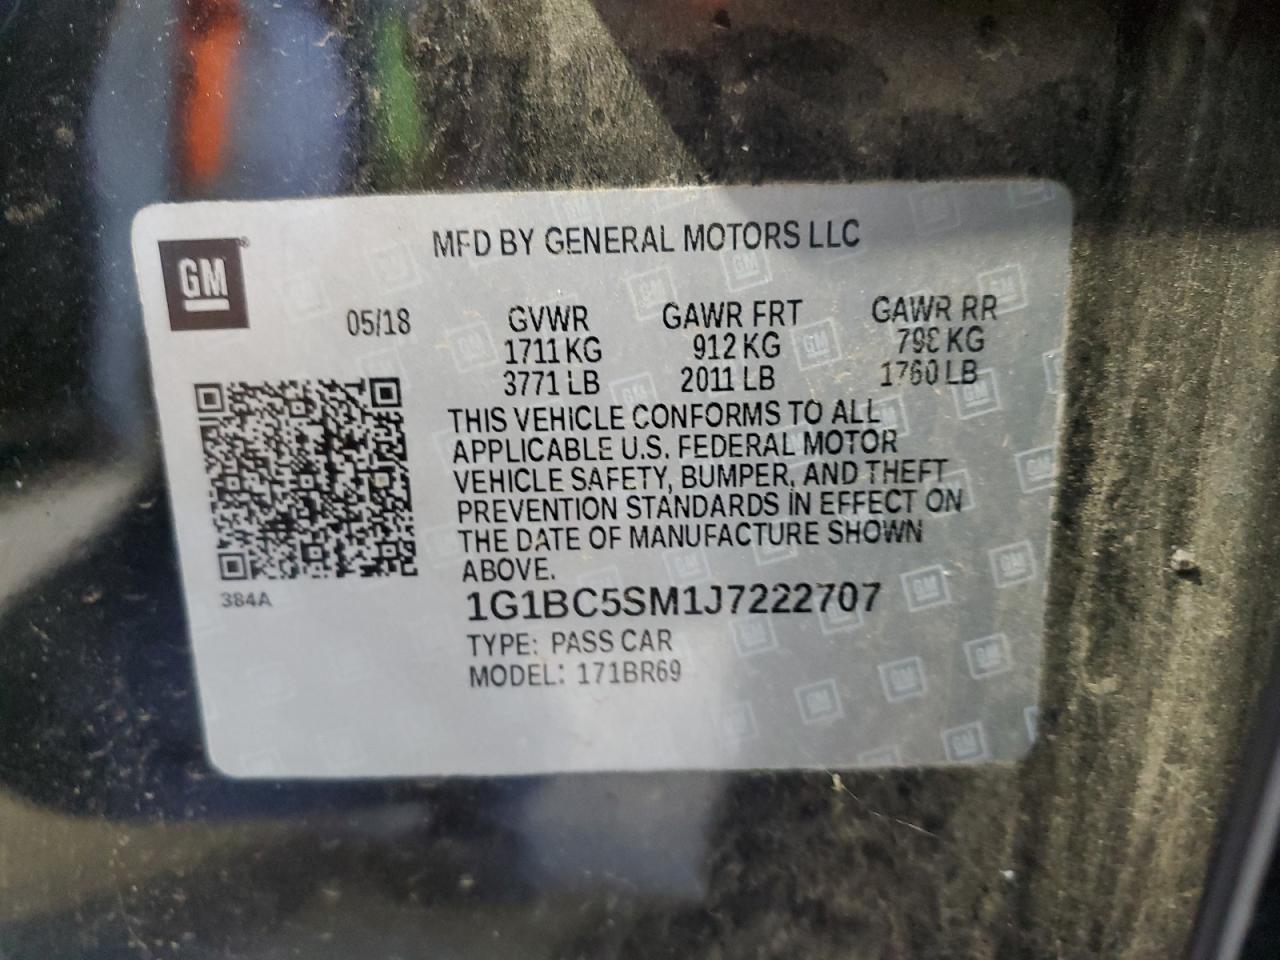 MFD BY GENERAL MOTORS LLC
GM®
05/18
GVWR
1711 KG
3771 LB
GAWR FRT
912 KG
2011 LB
GAWR RR
798 KG
1760 LB
THIS VEHICLE CONFORMS TO ALL
APPLICABLE U.S. FEDERAL MOTOR
VEHICLE SAFETY, BUMPER, AND THEFT
PREVENTION STANDARDS IN EFFECT ON
THE DATE OF MANUFACTURE SHOWN
ABOVE.
384A
1G1BC5SM1J7222707
TYPE: PASS CAR
MODEL: 171BR69